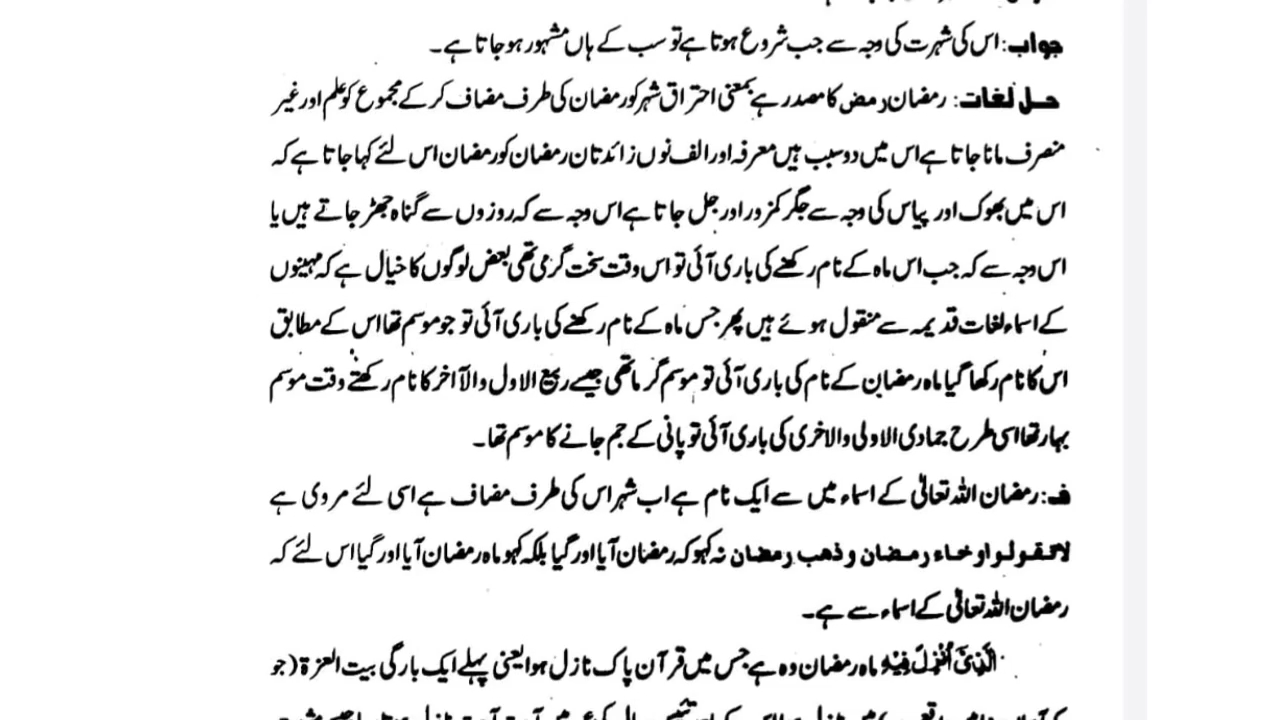 جواب: اس کی شہرت کی وجہ سے جب شروع ہوتا ہے تو سب کے ہاں مشہور ہو جاتا ہے۔
حل لغات: رمضان رمض کا مصدر ہے بمعنی احتراق شہر کو رمضان کی طرف مضاف کر کے مجموع کو علم اور غیر
منصرف مانا جاتا ہے اس میں دو سبب ہیں معرفہ اور الف نون زائدتان رمضان کو رمضان اس لئے کہا جاتا ہے کہ
اس میں بھوک اور پیاس کی وجہ سے جگر کمزور اور جل جاتا ہے اس وجہ سے کہ روزوں سے گناہ جھڑ جاتے ہیں یا
اس وجہ سے کہ جب اس ماہ کے نام رکھنے کی باری آئی تو اس وقت سخت گرمی تھی بعض لوگوں کا خیال ہے کہ مہینوں
کے اسماء لغات قدیمہ سے منقول ہوئے ہیں پھر جس ماہ کے نام رکھنے کی باری آئی تو جو موسم تھا اس کے مطابق
اس کا نام رکھا گیا ماہ رمضان کے نام کی باری آئی تو موسم گرما تھی جیسے ربیع الاول والآخر کا نام رکھتے وقت موسم
بہار تھا اسی طرح جمادی الاولی والاخری کی باری آئی تو پانی کے جم جانے کا موسم تھا۔
ف: رمضان اللہ تعالٰی کے اسماء میں سے ایک نام ہے اب شہر اس کی طرف مضاف ہے اسی لئے مروی ہے
لاتقولوا وخاء رمضان و ذهب رمضان نہ کہو کہ رمضان آیا اور گیا بلکہ کہو ماہ رمضان آیا اور گیا اس لئے کہ
رمضان اللہ تعالٰی کے اسماء سے ہے۔
الَّذِیْ اُنْزِلَ فِیْهِ ماہ رمضان وہ ہے جس میں قرآن پاک نازل ہوا یعنی پہلے ایک بارگی بیت العزۃ (جو